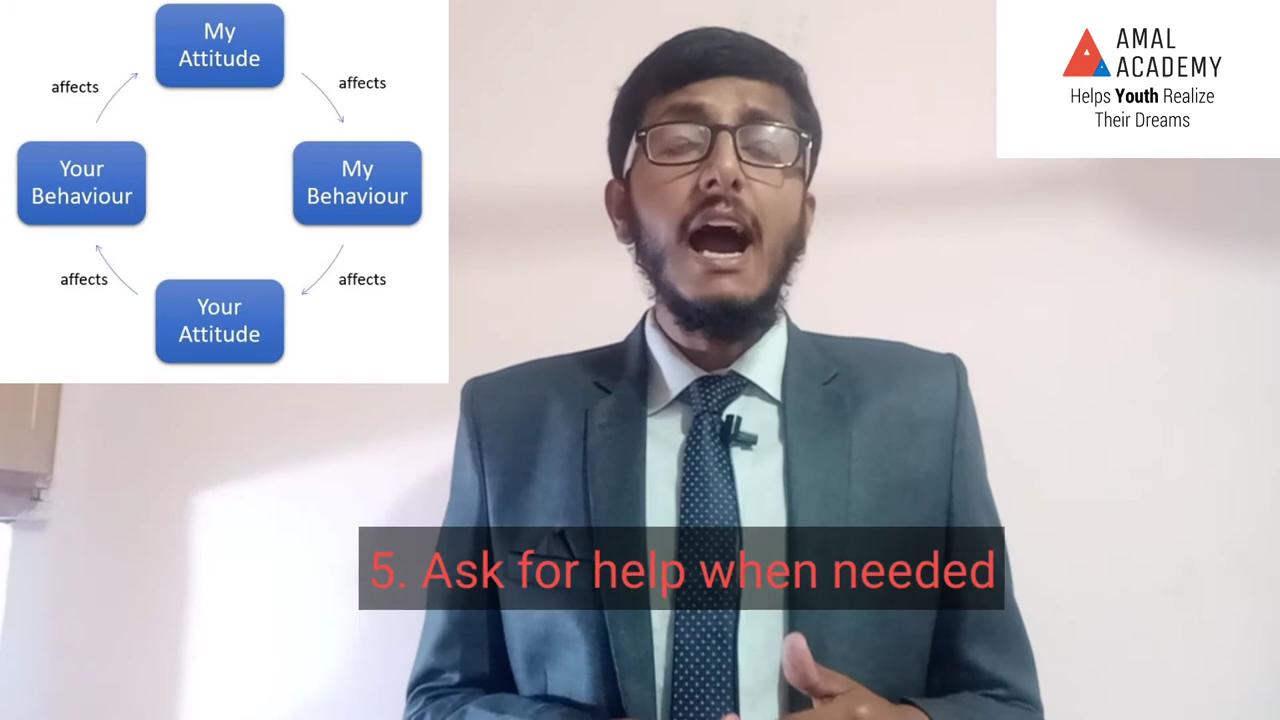 My
Attitude
affects
affects
Your
Behaviour
My
Behaviour
affects
affects
Your
Attitude
AMAL
ACADEMY
Helps Youth Realize
Their Dreams
5. Ask for help when needed